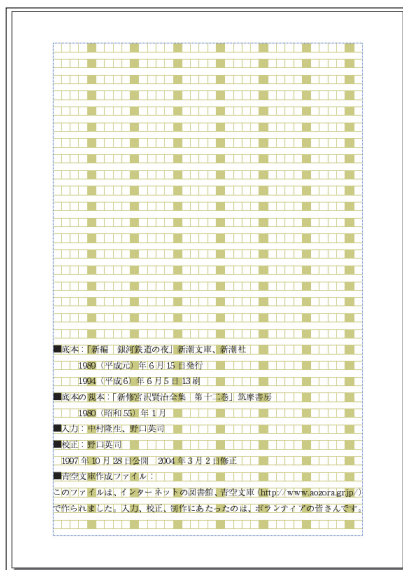 ■底本：「新編　銀河鉄道の夜」新潮文庫、新潮社
1989（平成元）年６月15日発行
1994（平成6）年６月５日13刷
■底本の親本：「新修宮沢賢治全集　第十二巻」筑摩書房
1980（昭和55）年１月
■入力：中村隆生、野口英司
■校正：野口英司
1997年10月28日公開　2004年３月２日修正
■青空文庫作成ファイル：
このファイルは、インターネットの図書館、青空文庫（http://www.aozora.gr.jp/）
で作られました。入力、校正、制作にあたったのは、ボランティアの皆さんです。